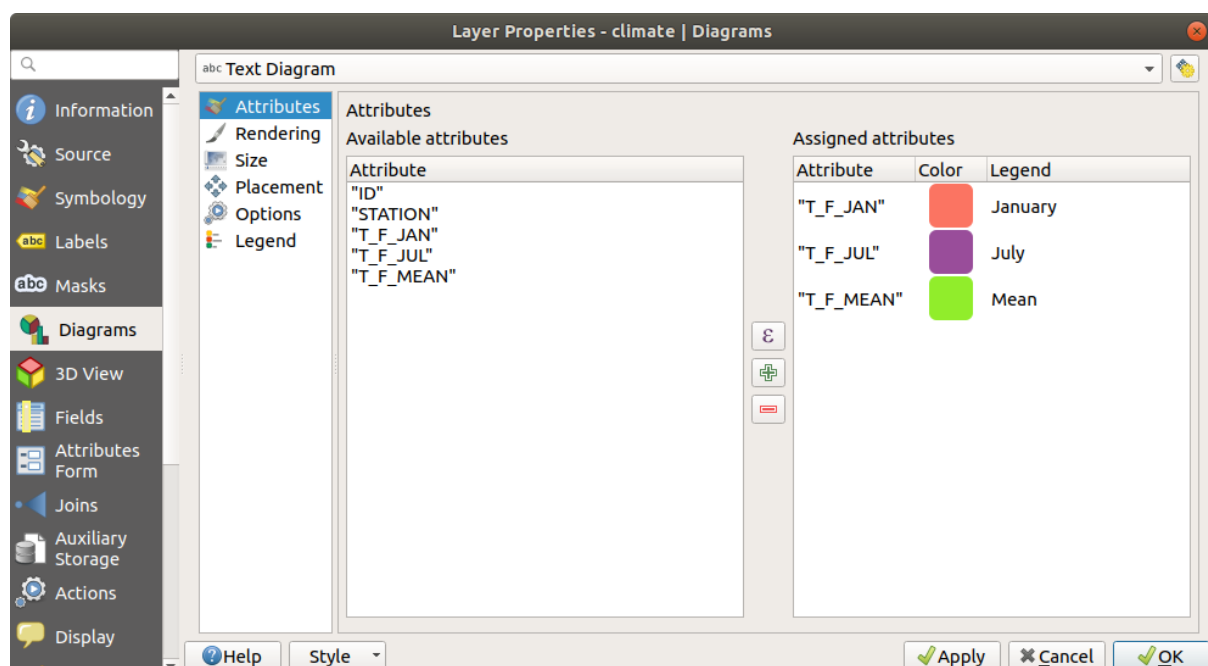 Layer Properties - climate | Diagrams
Information
Source
Symbology
abc Labels
abc Masks
Diagrams
3D View
Fields
Attributes
Form
Joins
Auxiliary
Storage
Actions
Display
abc Text Diagram
Attributes
Rendering
Size
Placement
Options
Legend
Attributes
Available attributes
Attribute
"ID"
"STATION"
"T_F_JAN"
"T_F_JUL"
"T_F_MEAN"
ε
Assigned attributes
Attribute Color Legend
"T_F_JAN" January
"T_F_JUL" July
"T_F_MEAN" Mean
Help Style Apply Cancel OK